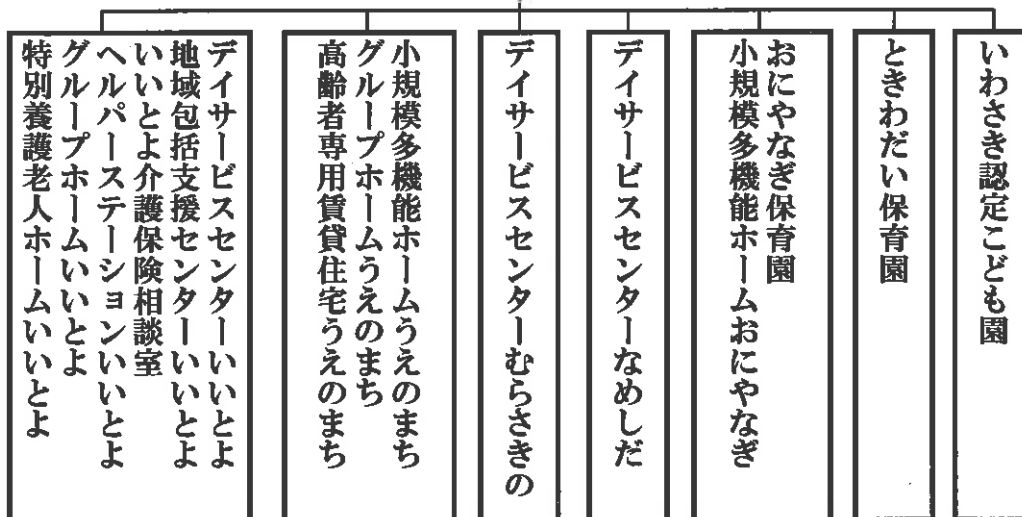 いわさき認定こども園
ときわだい保育園
おにやなぎ保育園
小規模多機能ホームおにやなぎ
デイサービスセンターなめしだ
デイサービスセンターむらさきの
小規模多機能ホームうえのまち
グループホームうえのまち
高齢者専用賃貸住宅うえのまち
デイサービスセンターいいとよ
地域包括支援センターいいとよ
いいとよ介護保険相談室
ヘルパーステーションいいとよ
グループホームいいとよ
特別養護老人ホームいいとよ